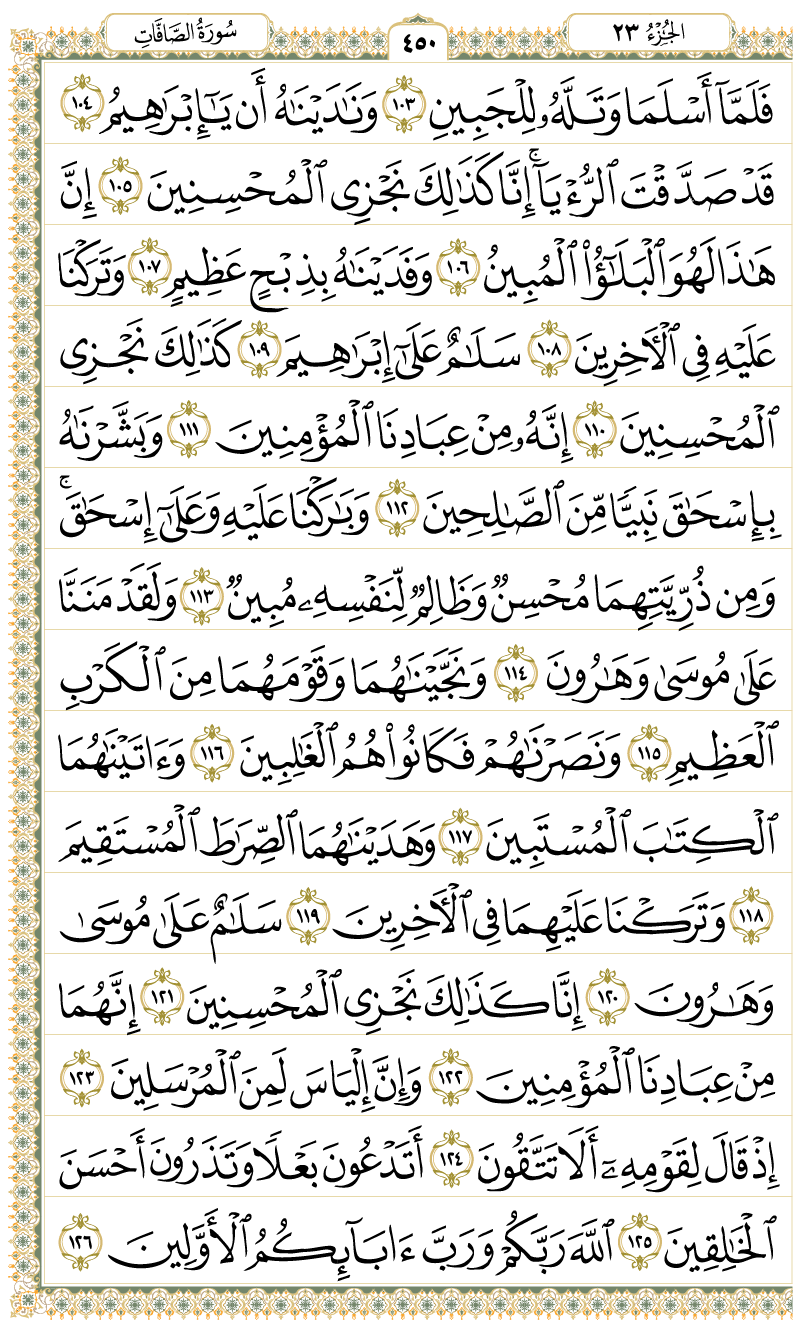 الجُزْءُ ٢٣
٤٥٠
سُورَةُ الصَّافَّاتِ
فَلَمَّآ أَسْلَمَا وَتَلَّهُۥ لِلْجَبِينِ ١٠٣ وَنَٰدَيْنَٰهُ أَن يَٰٓإِبْرَٰهِيمُ ١٠٤
قَدْ صَدَّقْتَ ٱلرُّءْيَآ ۚ إِنَّا كَذَٰلِكَ نَجْزِى ٱلْمُحْسِنِينَ ١٠٥ إِنَّ
هَٰذَا لَهُوَ ٱلْبَلَٰٓؤُا۟ ٱلْمُبِينُ ١٠٦ وَفَدَيْنَٰهُ بِذِبْحٍ عَظِيمٍ ١٠٧ وَتَرَكْنَا
عَلَيْهِ فِى ٱلْـَٔاخِرِينَ ١٠٨ سَلَٰمٌ عَلَىٰٓ إِبْرَٰهِيمَ ١٠٩ كَذَٰلِكَ نَجْزِى
ٱلْمُحْسِنِينَ ١١٠ إِنَّهُۥ مِنْ عِبَادِنَا ٱلْمُؤْمِنِينَ ١١١ وَبَشَّرْنَٰهُ
بِإِسْحَٰقَ نَبِيًّا مِّنَ ٱلصَّٰلِحِينَ ١١٢ وَبَٰرَكْنَا عَلَيْهِ وَعَلَىٰٓ إِسْحَٰقَ ۚ
وَمِن ذُرِّيَّتِهِمَا مُحْسِنٌ وَظَالِمٌ لِّنَفْسِهِۦ مُبِينٌ ١١٣ وَلَقَدْ مَنَنَّا
عَلَىٰ مُوسَىٰ وَهَٰرُونَ ١١٤ وَنَجَّيْنَٰهُمَا وَقَوْمَهُمَا مِنَ ٱلْكَرْبِ
ٱلْعَظِيمِ ١١٥ وَنَصَرْنَٰهُمْ فَكَانُوا۟ هُمُ ٱلْغَٰلِبِينَ ١١٦ وَءَاتَيْنَٰهُمَا
ٱلْكِتَٰبَ ٱلْمُسْتَبِينَ ١١٧ وَهَدَيْنَٰهُمَا ٱلصِّرَٰطَ ٱلْمُسْتَقِيمَ
١١٨ وَتَرَكْنَا عَلَيْهِمَا فِى ٱلْـَٔاخِرِينَ ١١٩ سَلَٰمٌ عَلَىٰ مُوسَىٰ
وَهَٰرُونَ ١٢٠ إِنَّا كَذَٰلِكَ نَجْزِى ٱلْمُحْسِنِينَ ١٢١ إِنَّهُمَا
مِنْ عِبَادِنَا ٱلْمُؤْمِنِينَ ١٢٢ وَإِنَّ إِلْيَاسَ لَمِنَ ٱلْمُرْسَلِينَ ١٢٣
إِذْ قَالَ لِقَوْمِهِۦٓ أَلَا تَتَّقُونَ ١٢٤ أَتَدْعُونَ بَعْلًا وَتَذَرُونَ أَحْسَنَ
ٱلْخَٰلِقِينَ ١٢٥ ٱللَّهَ رَبَّكُمْ وَرَبَّ ءَابَآئِكُمُ ٱلْأَوَّلِينَ ١٢٦